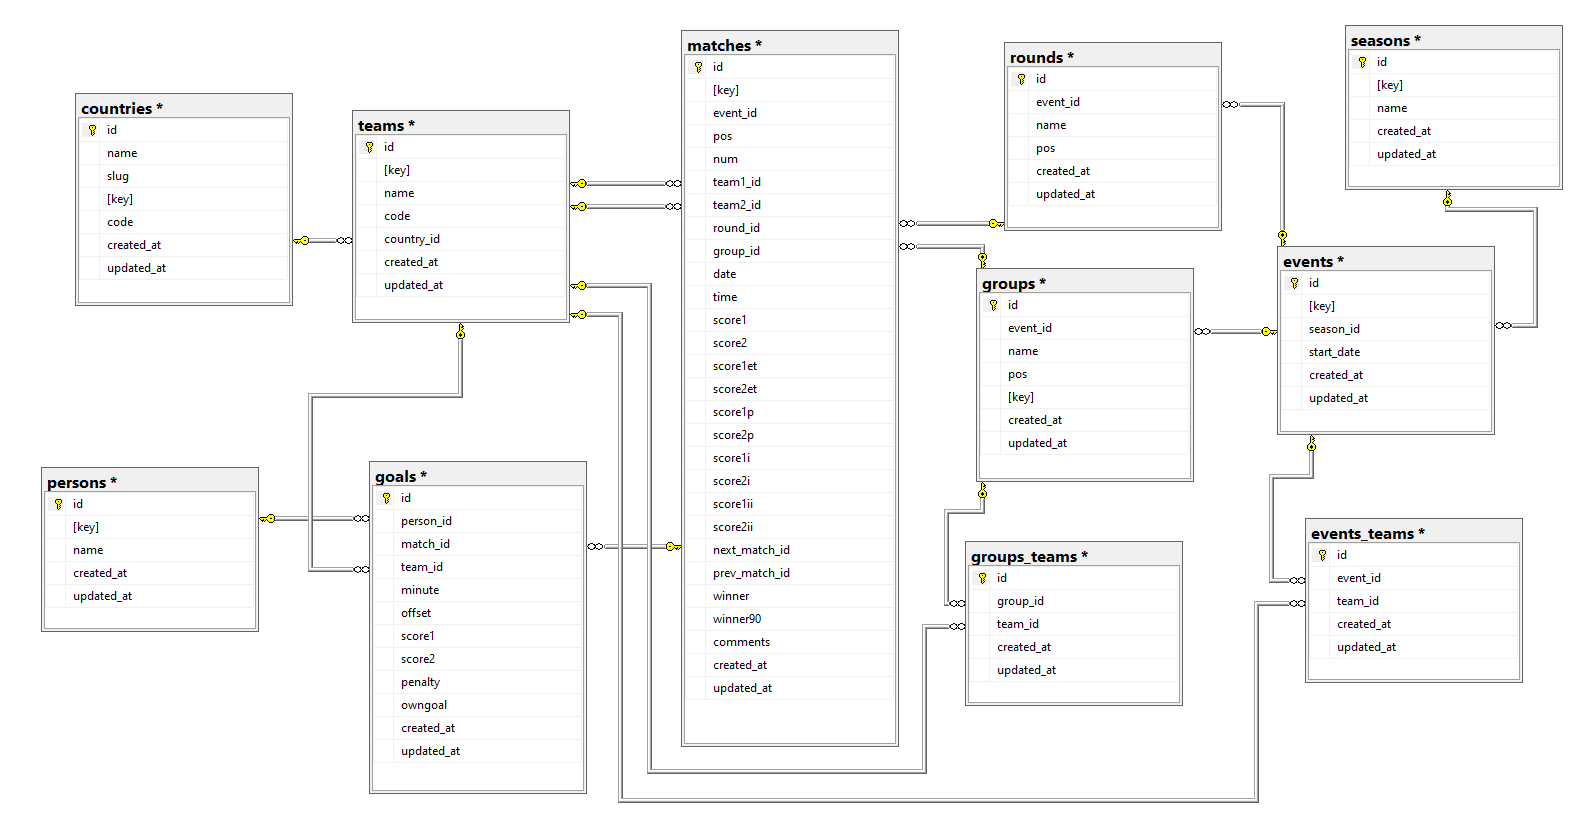 countries *
id
name
slug
[key]
code
created_at
updated_at
teams *
id
[key]
name
code
country_id
created_at
updated_at
matches *
id
[key]
event_id
pos
num
team1_id
team2_id
round_id
group_id
date
time
score1
score2
score1et
score2et
score1p
score2p
score1i
score2i
score1ii
score2ii
next_match_id
prev_match_id
winner
winner90
comments
created_at
updated_at
rounds *
id
event_id
name
pos
created_at
updated_at
seasons *
id
[key]
name
created_at
updated_at
groups *
id
event_id
name
pos
[key]
created_at
updated_at
events *
id
[key]
season_id
start_date
created_at
updated_at
persons *
id
[key]
name
created_at
updated_at
goals *
id
person_id
match_id
team_id
minute
offset
score1
score2
penalty
owngoal
created_at
updated_at
groups_teams *
id
group_id
team_id
created_at
updated_at
events_teams *
id
event_id
team_id
created_at
updated_at